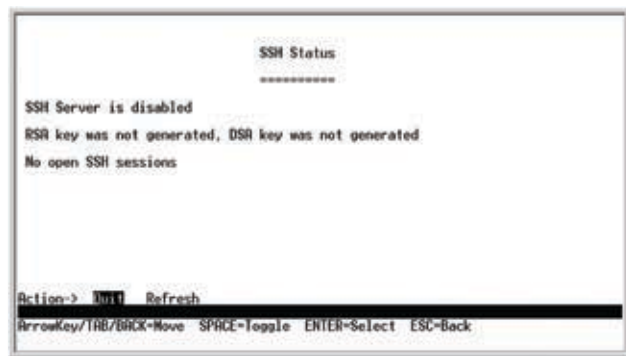 SSH Status
==========
SSH Server is disabled
RSA key was not generated, DSA key was not generated
No open SSH sessions
Action-> Quit Refresh
ArrowKey/TAB/BACK=Move SPACE=Toggle ENTER=Select ESC=Back